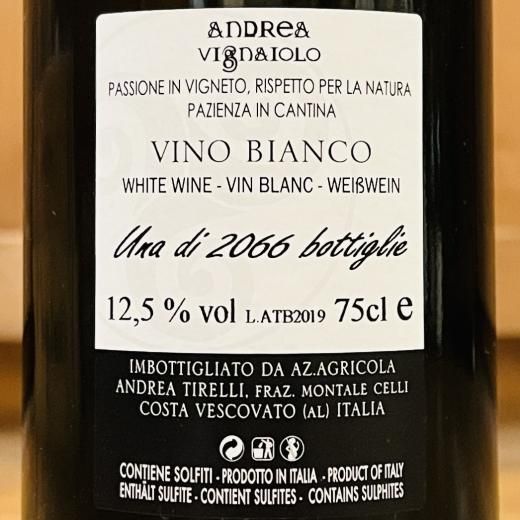 ANDREA
VIGNAIOLO
PASSIONE IN VIGNETO, RISPETTO PER LA NATURA
PAZIENZA IN CANTINA
VINO BIANCO
WHITE WINE - VIN BLANC - WEIßWEIN
Una di 2066 bottiglie
12,5 % vol L.ATB2019 75cl e
IMBOTTIGLIATO DA AZ.AGRICOLA
ANDREA TIRELLI, FRAZ. MONTALE CELLI
COSTA VESCOVATO (AL) ITALIA
CONTIENE SOLFITI - PRODOTTO IN ITALIA - PRODUCT OF ITALY
ENTHÄLT SULFITE - CONTIENT SULFITES - CONTAINS SULPHITES